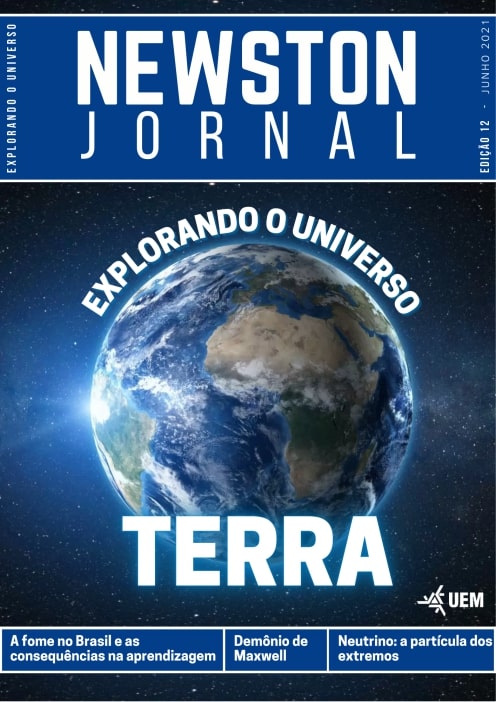 NEWSTON
JORNAL
EXPLORANDO O UNIVERSO
EDIÇÃO 12 - JUNHO 2021
EXPLORANDO O UNIVERSO
TERRA
UEM
A fome no Brasil e as
consequências na aprendizagem
Demônio de
Maxwell
Neutrino: a partícula dos
extremos